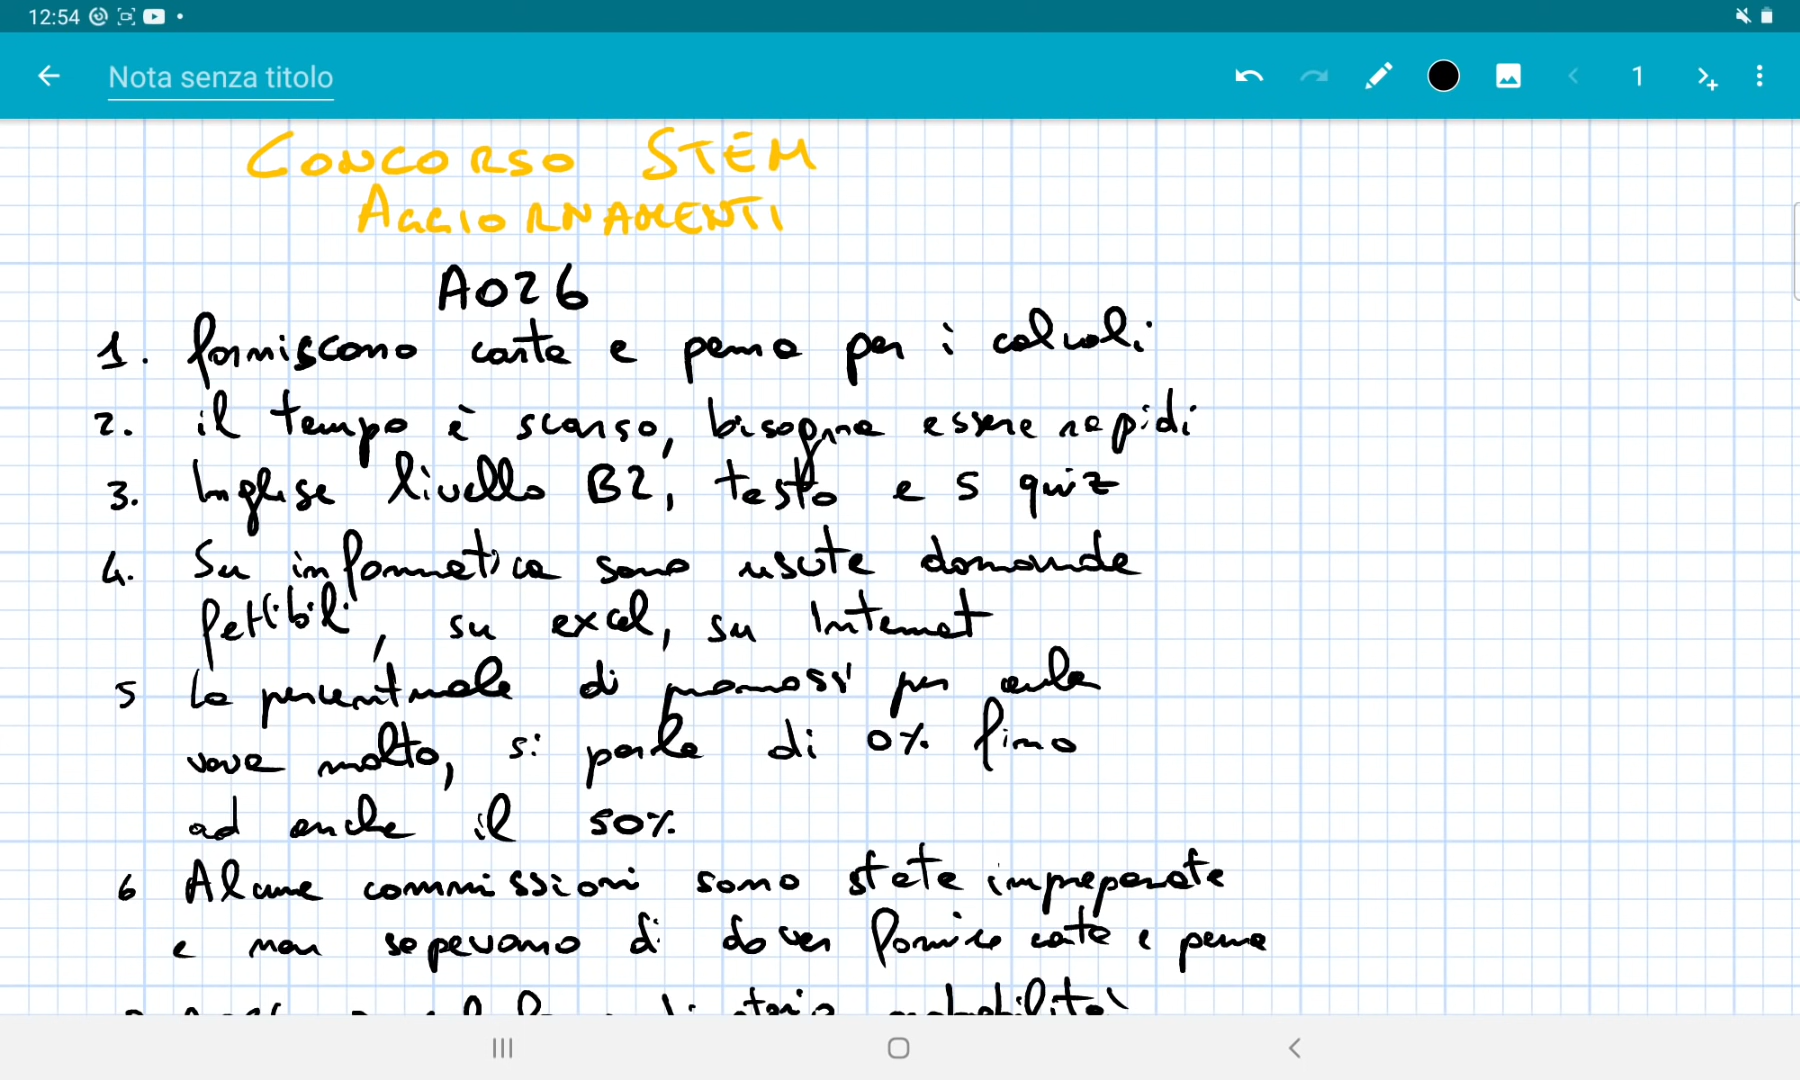 12:54
Nota senza titolo
1
CONCORSO STEM
AGGIORNAMENTI
A026
1. forniscono carta e penna per i calcoli
2. il tempo è scarso, bisogna essere rapidi
3. Inglese livello B2, testo e 5 quiz
4. Su informatica sono uscite domande
fattibili, su excel, su Internet
5 La percentuale di promossi per aula
varia molto, si parla di 0% fino
ad anche il 50%
6 Alcune commissioni sono state impreparate
e non sapevano di dover fornire carta e penna